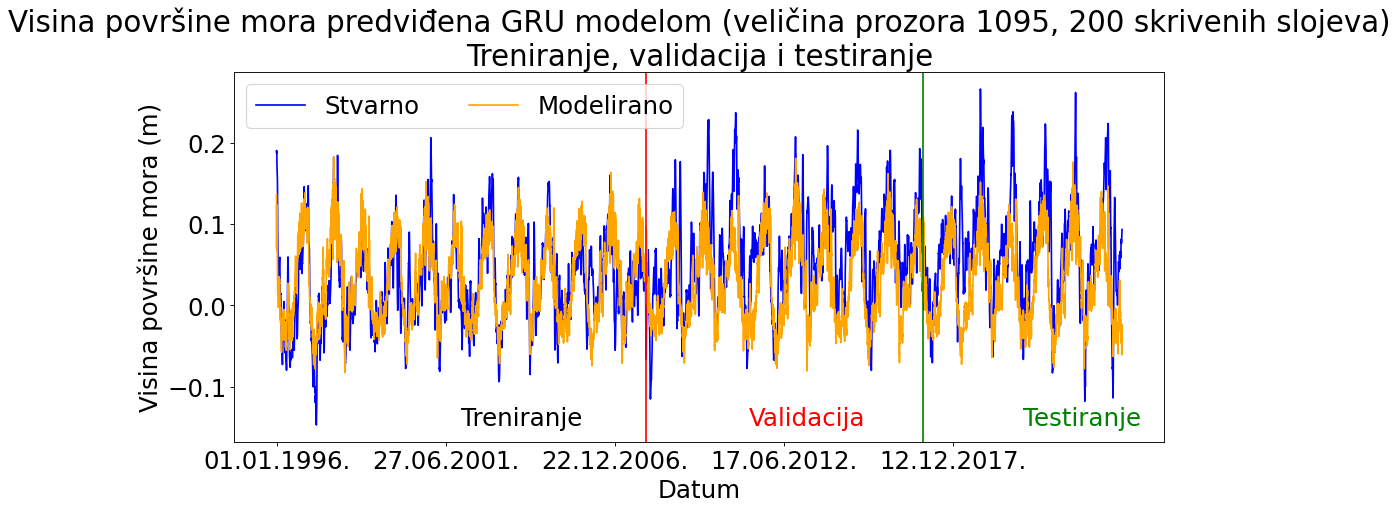 Visina površine mora predviđena GRU modelom (veličina prozora 1095, 200 skrivenih slojeva)
Treniranje, validacija i testiranje
Stvarno
Modelirano
Visina površine mora (m)
0.2
0.1
0.0
−0.1
Treniranje
Validacija
Testiranje
01.01.1996.
27.06.2001.
22.12.2006.
17.06.2012.
12.12.2017.
Datum